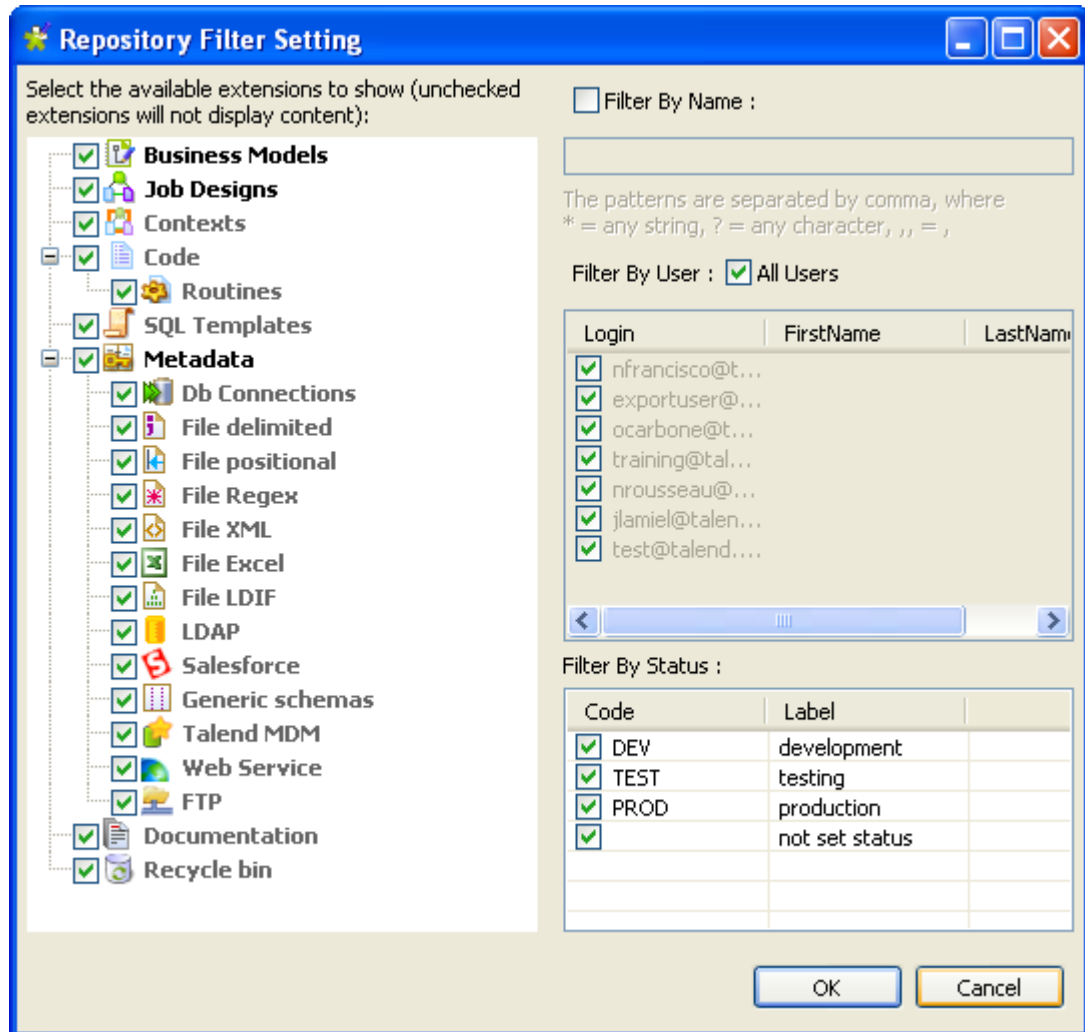 Repository Filter Setting
Select the available extensions to show (unchecked
extensions will not display content):
Business Models
Job Designs
Contexts
Code
Routines
SQL Templates
Metadata
Db Connections
File delimited
File positional
File Regex
File XML
File Excel
File LDIF
LDAP
Salesforce
Generic schemas
Talend MDM
Web Service
FTP
Documentation
Recycle bin
Filter By Name :
The patterns are separated by comma, where
* = any string, ? = any character, ,, = ,
Filter By User : All Users
Login FirstName LastNam
nfrancisco@t...
exportuser@...
ocarbone@t...
training@tal...
nrousseau@...
jlamiel@talen...
test@talend....
Filter By Status :
Code Label
DEV development
TEST testing
PROD production
not set status
OK Cancel